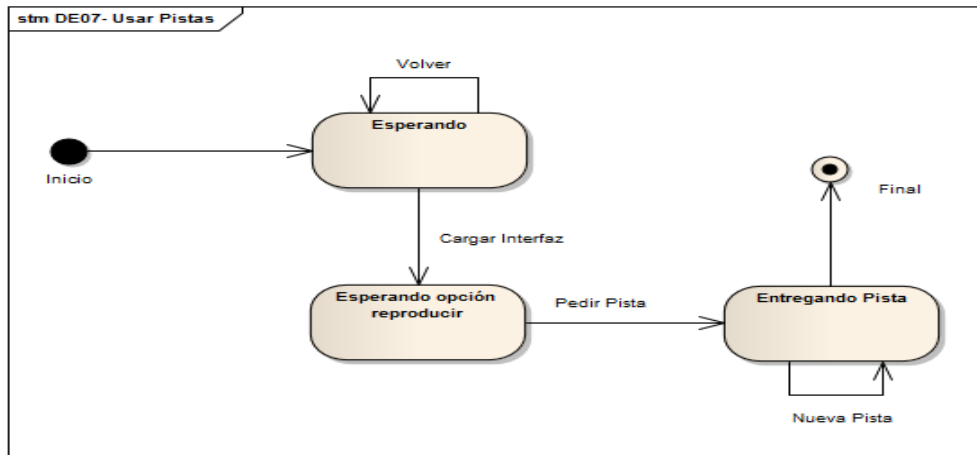 stm DE07- Usar Pistas
Volver
Esperando
Inicio
Final
Cargar Interfaz
Esperando opción
reproducir
Pedir Pista
Entregando Pista
Nueva Pista